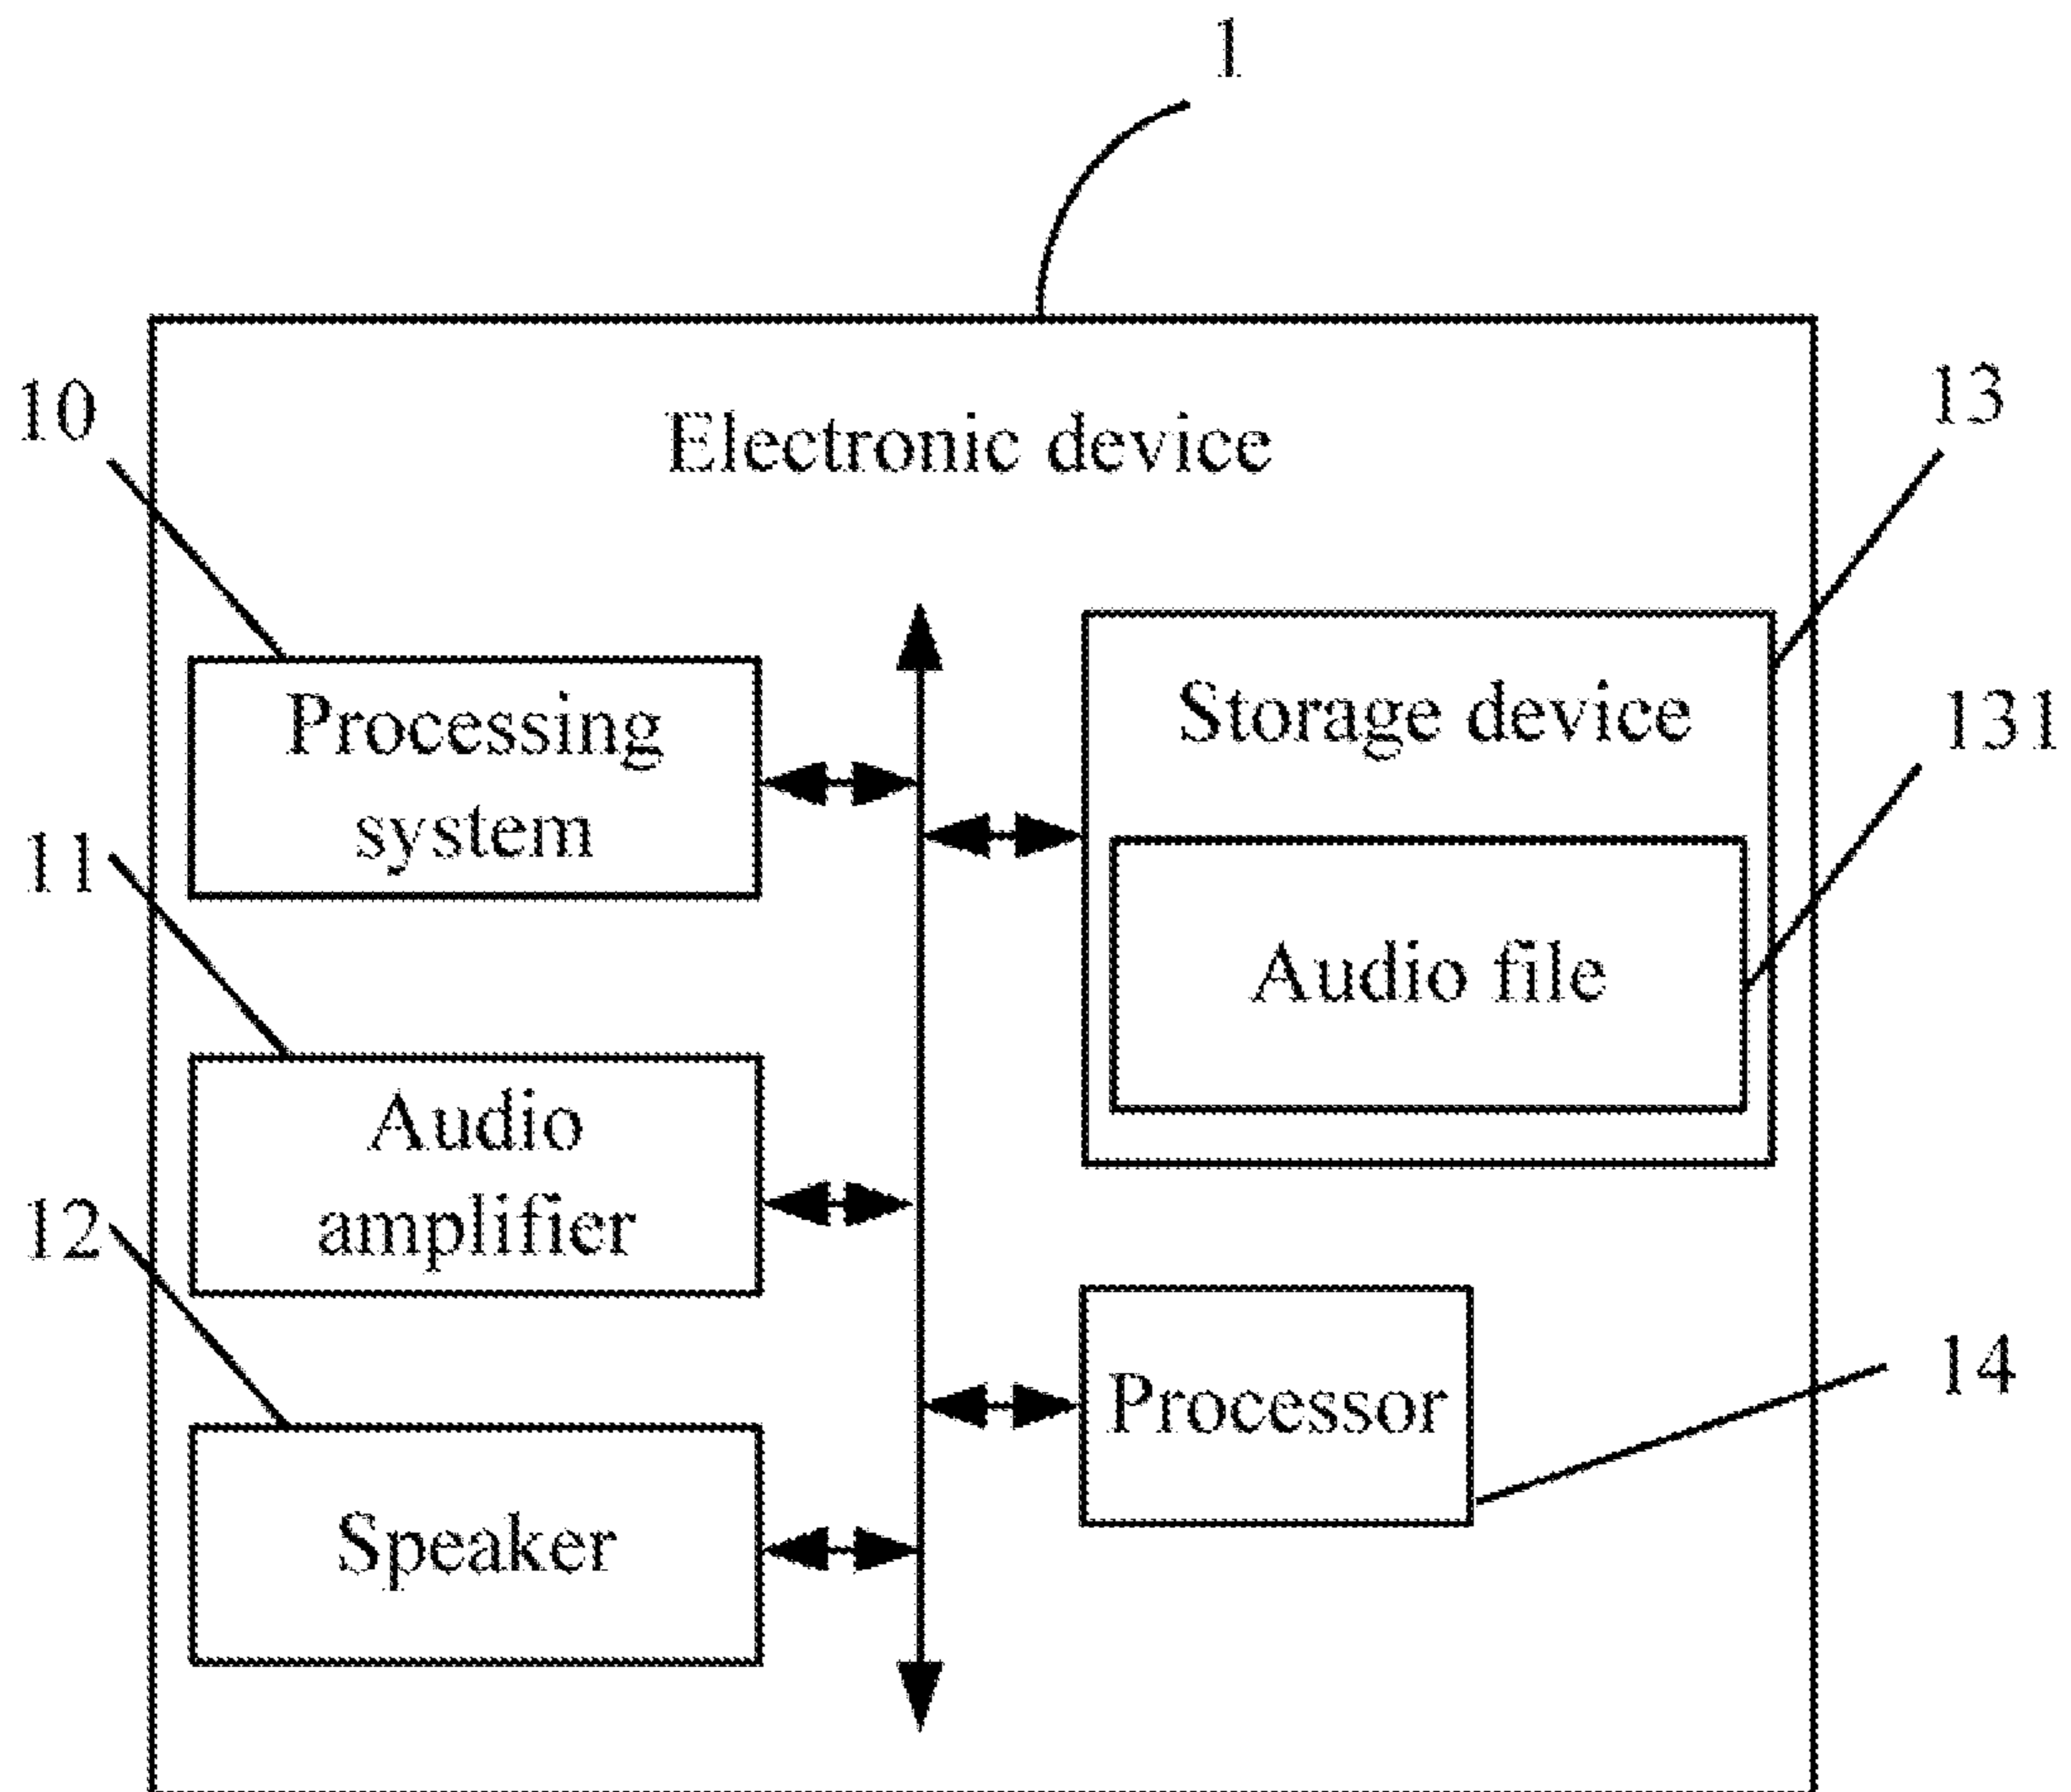 1
Electronic device
10
13
Processing
system
Storage device
131
11
Audio file
Audio
amplifier
12
Processor
14
Speaker